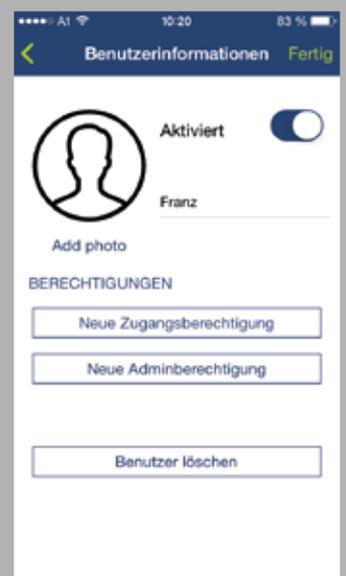 A1 10:20 83 %
Benutzerinformationen Fertig
Aktiviert
Franz
Add photo
BERECHTIGUNGEN
Neue Zugangsberechtigung
Neue Adminberechtigung
Benutzer löschen